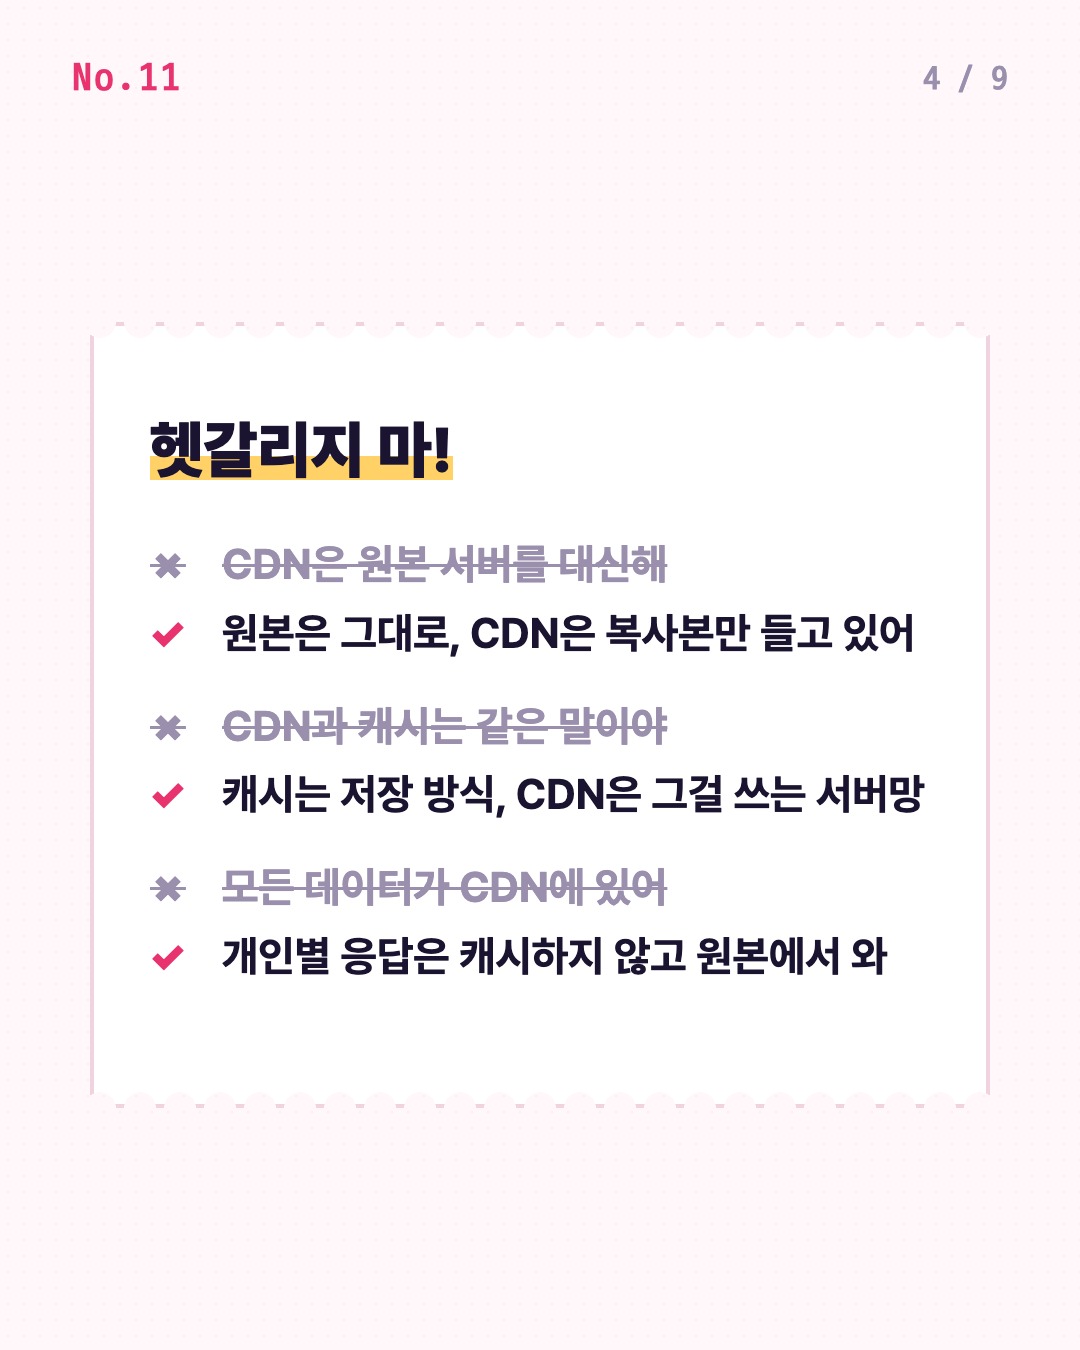 No.11
4 / 9
헷갈리지 마!
✖ CDN은 원본 서버를 대신해
✔ 원본은 그대로, CDN은 복사본만 들고 있어
✖ CDN과 캐시는 같은 말이야
✔ 캐시는 저장 방식, CDN은 그걸 쓰는 서버망
✖ 모든 데이터가 CDN에 있어
✔ 개인별 응답은 캐시하지 않고 원본에서 와